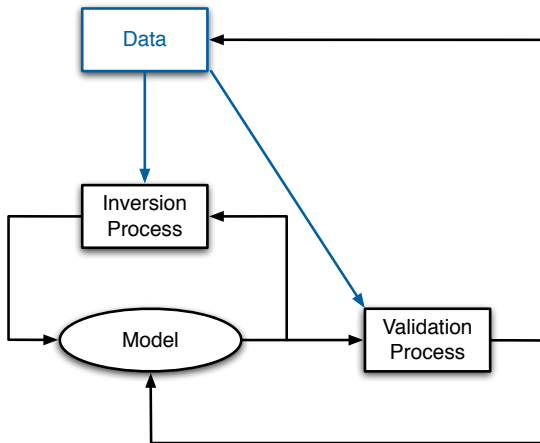 Data
Inversion
Process
Model
Validation
Process